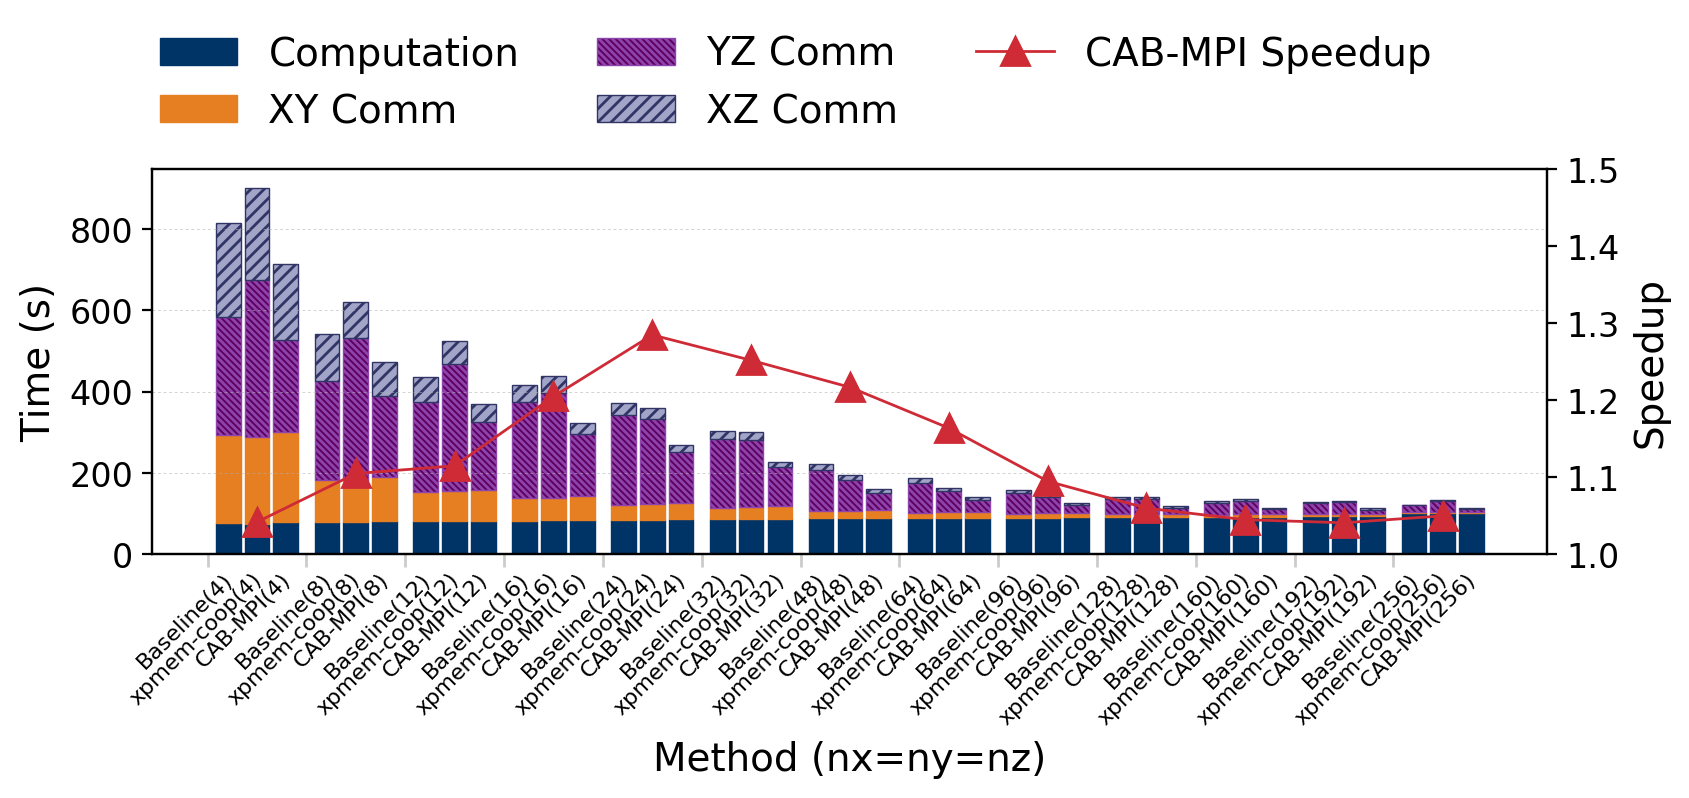 Computation
XY Comm
YZ Comm
XZ Comm
CAB-MPI Speedup
Time (s)
800
600
400
200
0
1.5
1.4
1.3
1.2
1.1
1.0
Speedup
Baseline(4)
xpmem-coop(4)
CAB-MPI(4)
Baseline(8)
xpmem-coop(8)
CAB-MPI(8)
Baseline(12)
xpmem-coop(12)
CAB-MPI(12)
Baseline(16)
xpmem-coop(16)
CAB-MPI(16)
Baseline(24)
xpmem-coop(24)
CAB-MPI(24)
Baseline(32)
xpmem-coop(32)
CAB-MPI(32)
Baseline(48)
xpmem-coop(48)
CAB-MPI(48)
Baseline(64)
xpmem-coop(64)
CAB-MPI(64)
Baseline(96)
xpmem-coop(96)
CAB-MPI(96)
Baseline(128)
xpmem-coop(128)
CAB-MPI(128)
Baseline(160)
xpmem-coop(160)
CAB-MPI(160)
Baseline(192)
xpmem-coop(192)
CAB-MPI(192)
Baseline(256)
xpmem-coop(256)
CAB-MPI(256)
Method (nx=ny=nz)